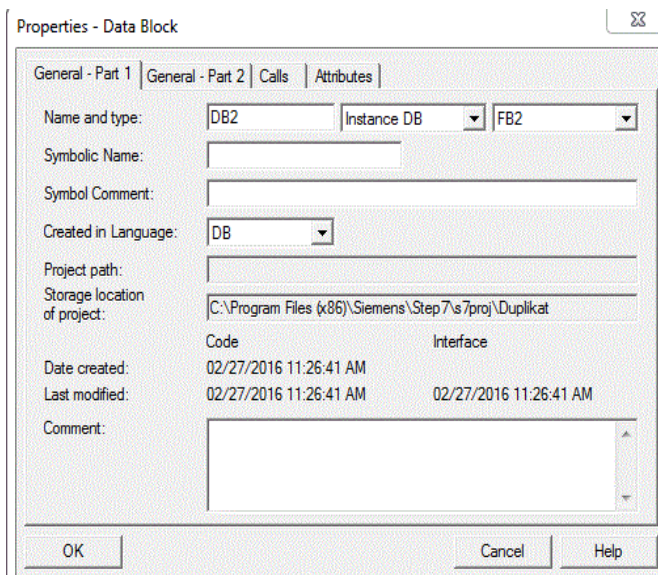 Properties - Data Block
General - Part 1 General - Part 2 Calls Attributes
Name and type: DB2 Instance DB FB2
Symbolic Name:
Symbol Comment:
Created in Language: DB
Project path:
Storage location
of project: C:\Program Files (x86)\Siemens\Step7\s7proj\Duplikat
Code Interface
Date created: 02/27/2016 11:26:41 AM
Last modified: 02/27/2016 11:26:41 AM 02/27/2016 11:26:41 AM
Comment:
OK Cancel Help